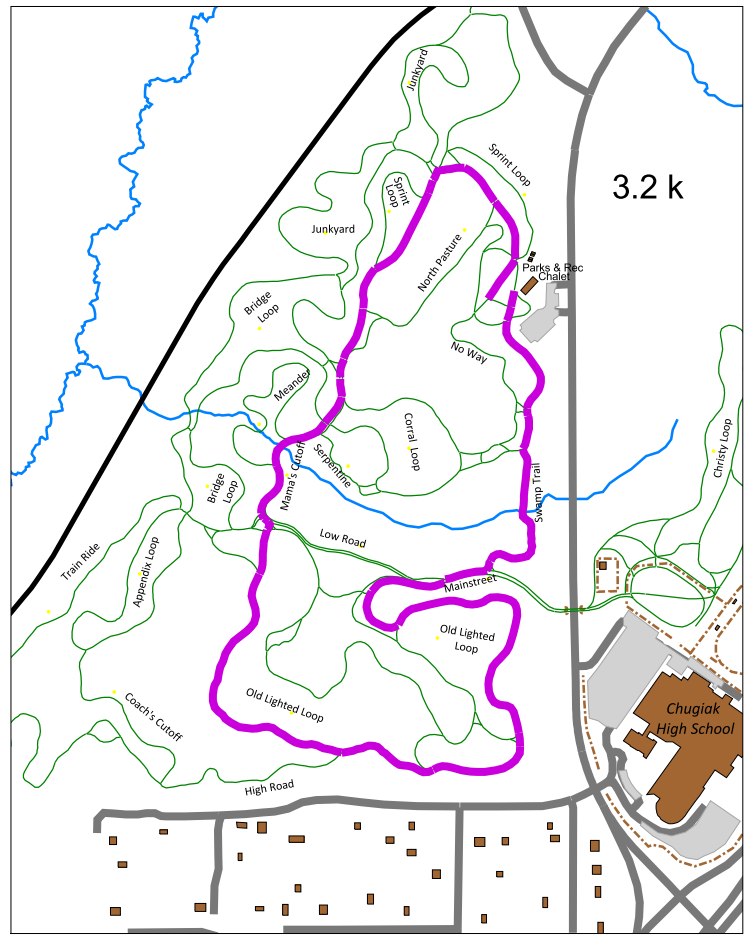 Junkyard
Sprint Loop
3.2 k
Sprint
Loop
Junkyard
North Pasture
Parks & Rec
Chalet
Bridge
Loop
No Way
Meander
Corral Loop
Christy Loop
Serpentine
Mama's Cutoff
Bridge
Loop
Swamp Trail
Low Road
Train Ride
Appendix Loop
Mainstreet
Old Lighted
Loop
Old Lighted Loop
Coach's Cutoff
Chugiak
High School
High Road